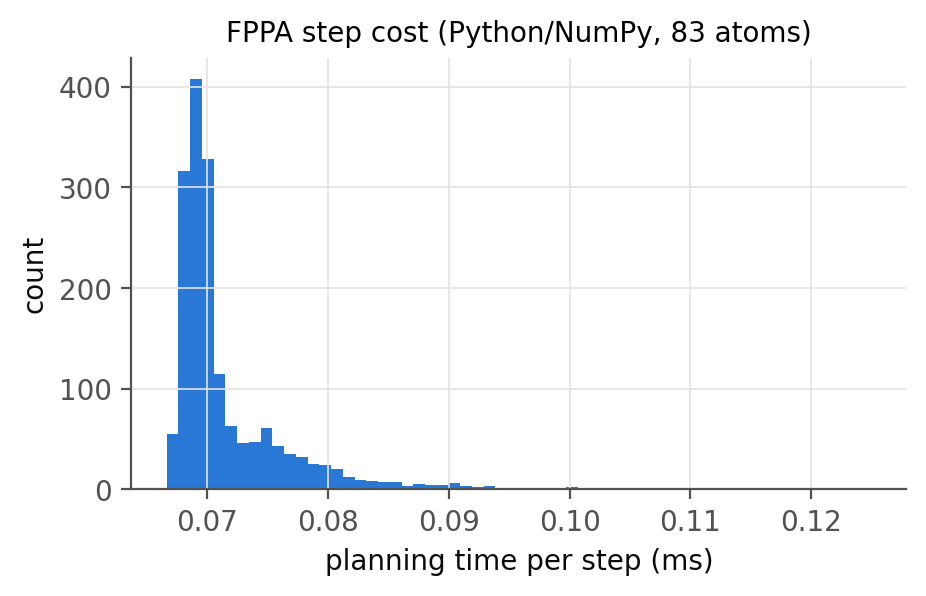 FPPA step cost (Python/NumPy, 83 atoms)
400
300
200
100
0
count
0.07 0.08 0.09 0.10 0.11 0.12
planning time per step (ms)